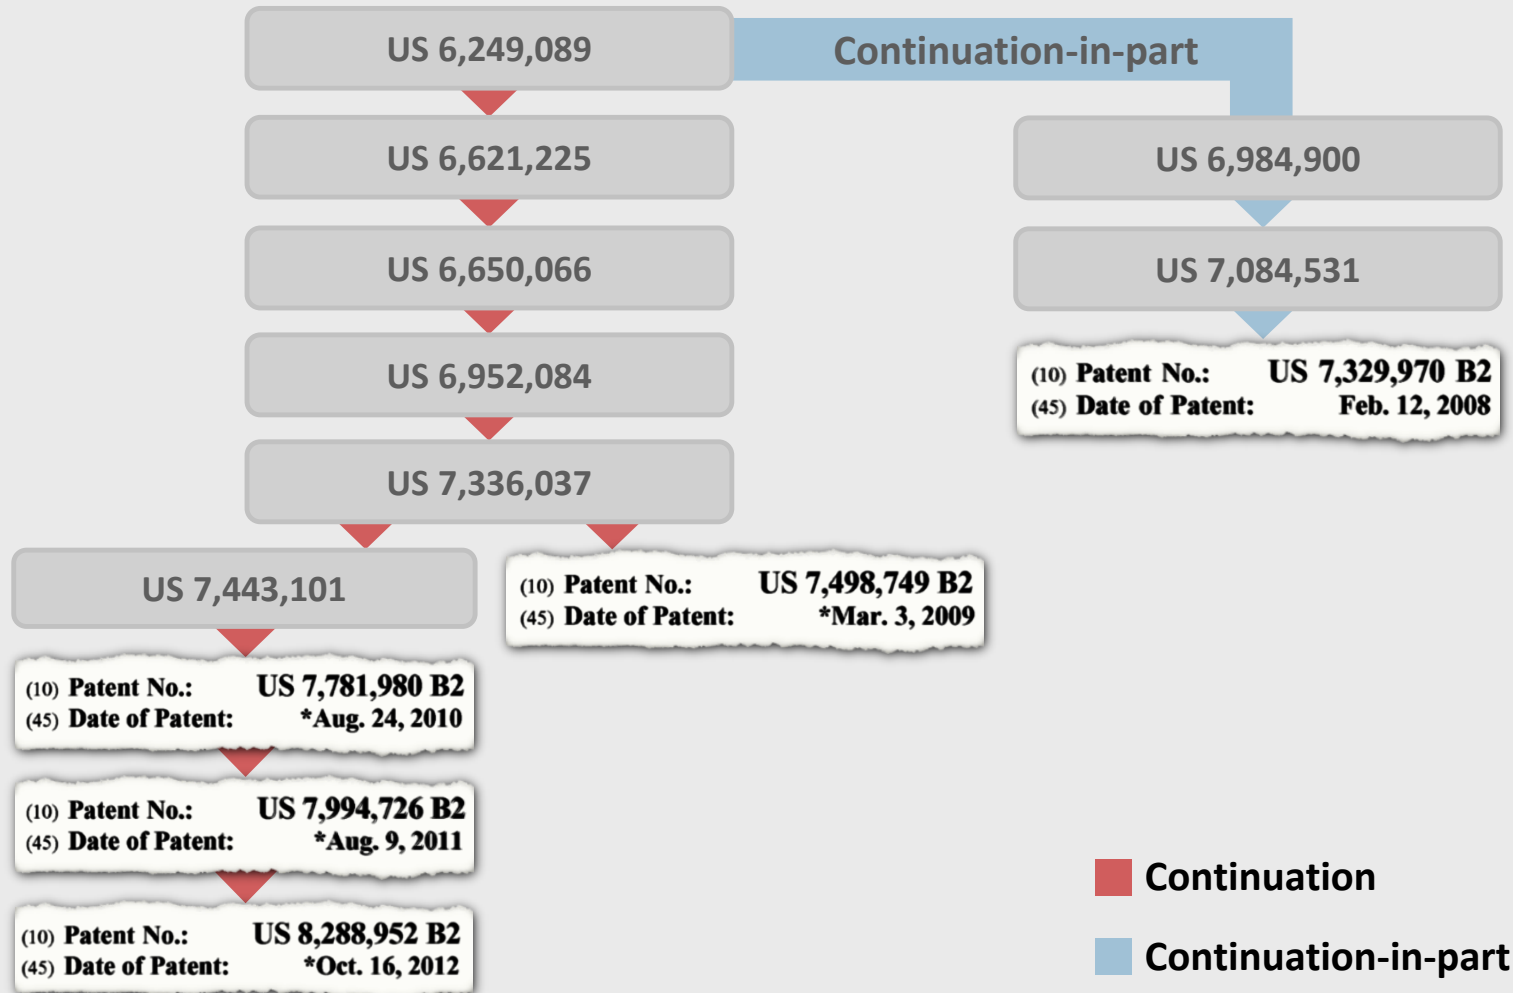 US 6,249,089
Continuation-in-part
US 6,621,225
US 6,984,900
US 6,650,066
US 7,084,531
US 6,952,084
(10) Patent No.: US 7,329,970 B2
(45) Date of Patent: Feb. 12, 2008
US 7,336,037
US 7,443,101
(10) Patent No.: US 7,498,749 B2
(45) Date of Patent: *Mar. 3, 2009
(10) Patent No.: US 7,781,980 B2
(45) Date of Patent: *Aug. 24, 2010
(10) Patent No.: US 7,994,726 B2
(45) Date of Patent: *Aug. 9, 2011
(10) Patent No.: US 8,288,952 B2
(45) Date of Patent: *Oct. 16, 2012
Continuation
Continuation-in-part